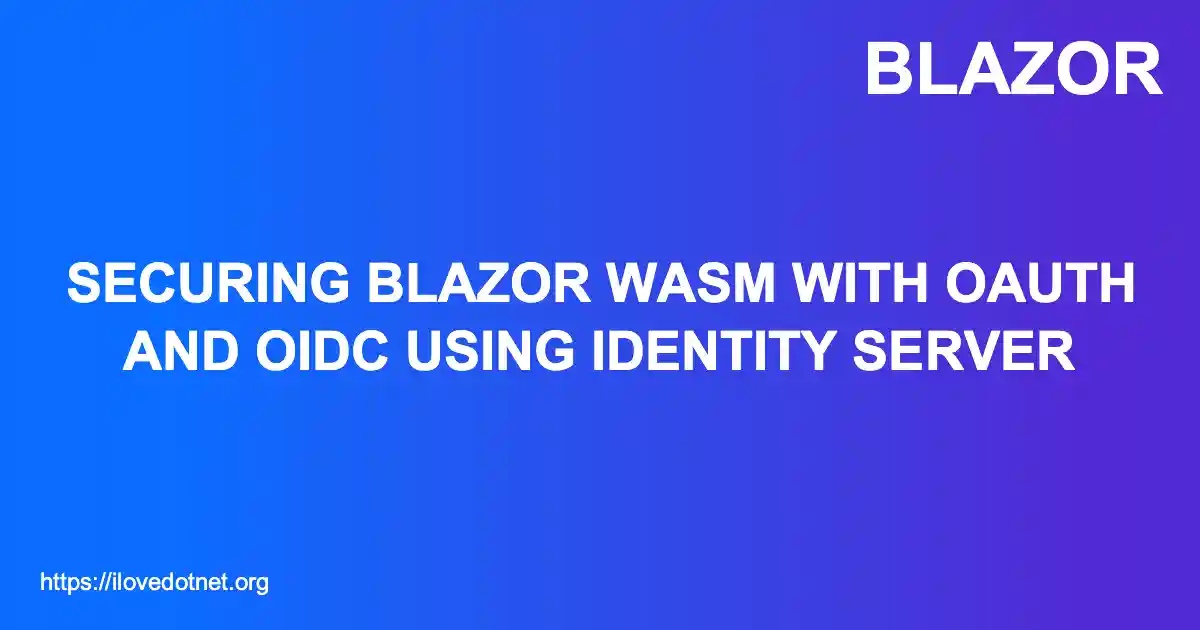 BLAZOR
SECURING BLAZOR WASM WITH OAUTH
AND OIDC USING IDENTITY SERVER
https://ilovedotnet.org